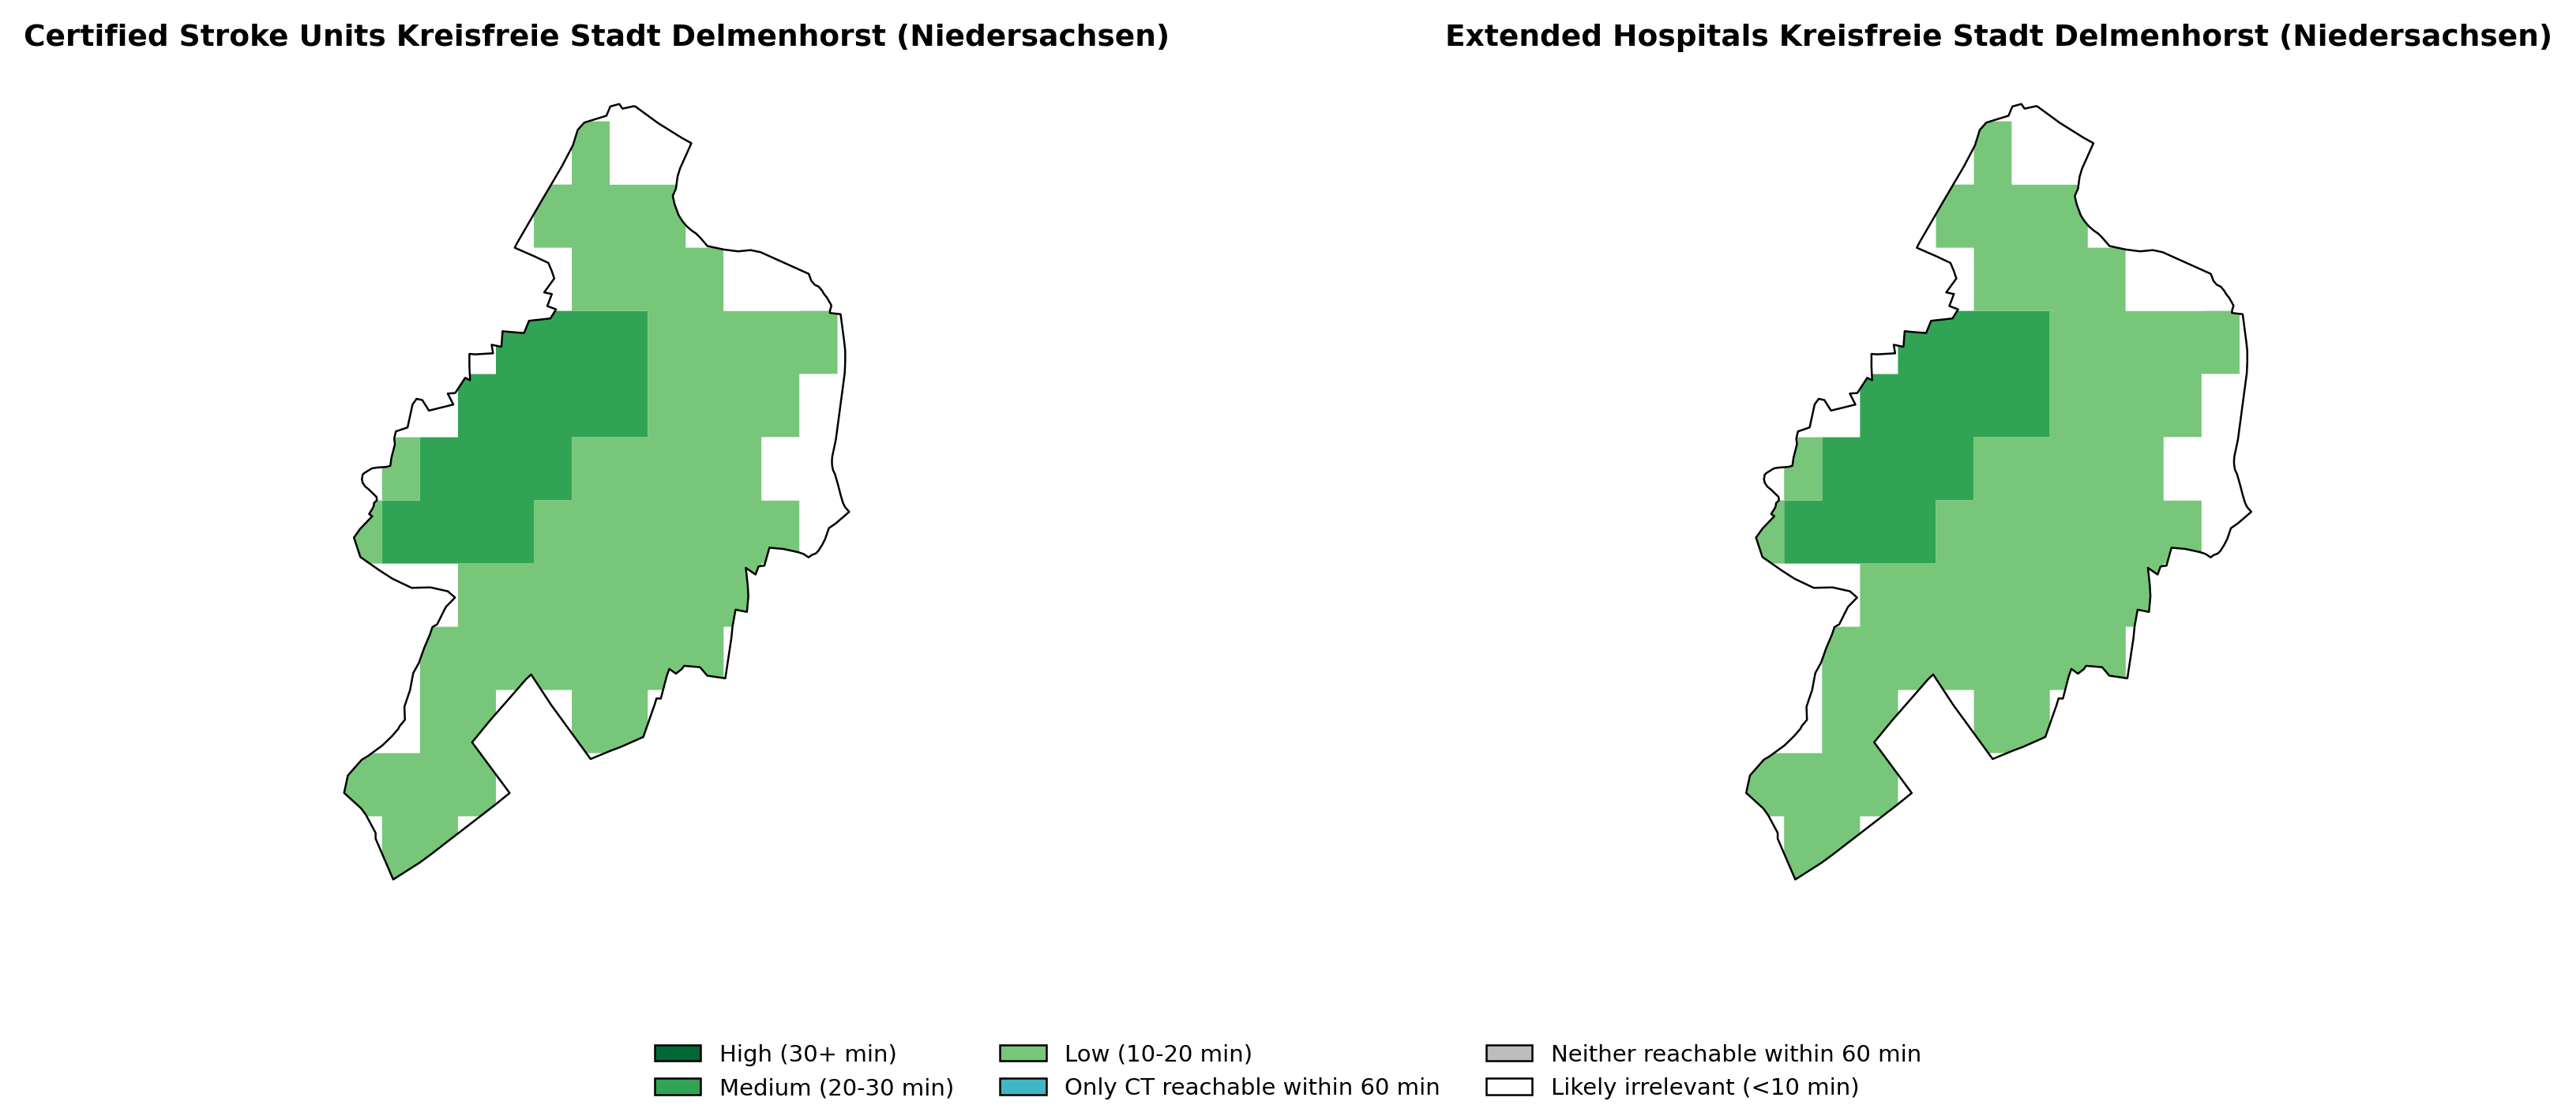 Certified Stroke Units Kreisfreie Stadt Delmenhorst (Niedersachsen)
Extended Hospitals Kreisfreie Stadt Delmenhorst (Niedersachsen)
High (30+ min)
Medium (20-30 min)
Low (10-20 min)
Only CT reachable within 60 min
Neither reachable within 60 min
Likely irrelevant (<10 min)